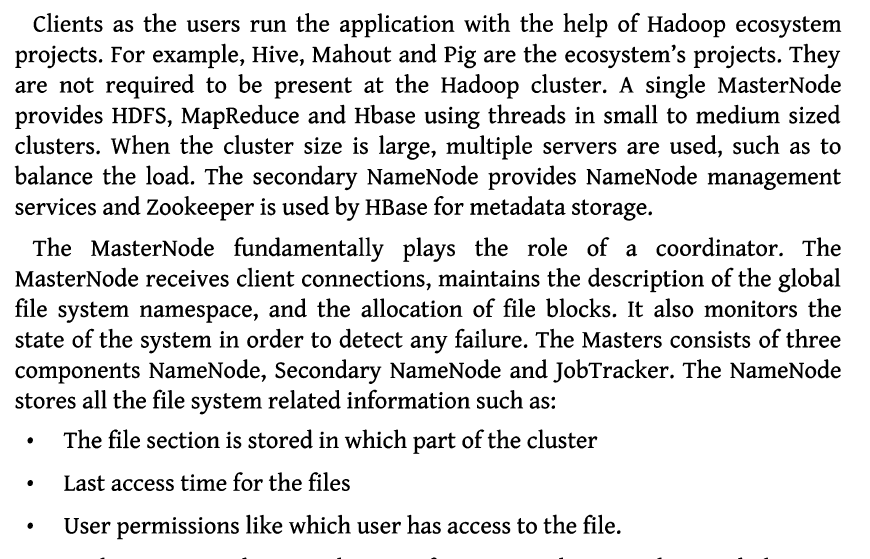 Clients as the users run the application with the help of Hadoop ecosystem
projects. For example, Hive, Mahout and Pig are the ecosystem’s projects. They
are not required to be present at the Hadoop cluster. A single MasterNode
provides HDFS, MapReduce and Hbase using threads in small to medium sized
clusters. When the cluster size is large, multiple servers are used, such as to
balance the load. The secondary NameNode provides NameNode management
services and Zookeeper is used by HBase for metadata storage.
The MasterNode fundamentally plays the role of a coordinator. The
MasterNode receives client connections, maintains the description of the global
file system namespace, and the allocation of file blocks. It also monitors the
state of the system in order to detect any failure. The Masters consists of three
components NameNode, Secondary NameNode and JobTracker. The NameNode
stores all the file system related information such as:
• The file section is stored in which part of the cluster
• Last access time for the files
• User permissions like which user has access to the file.